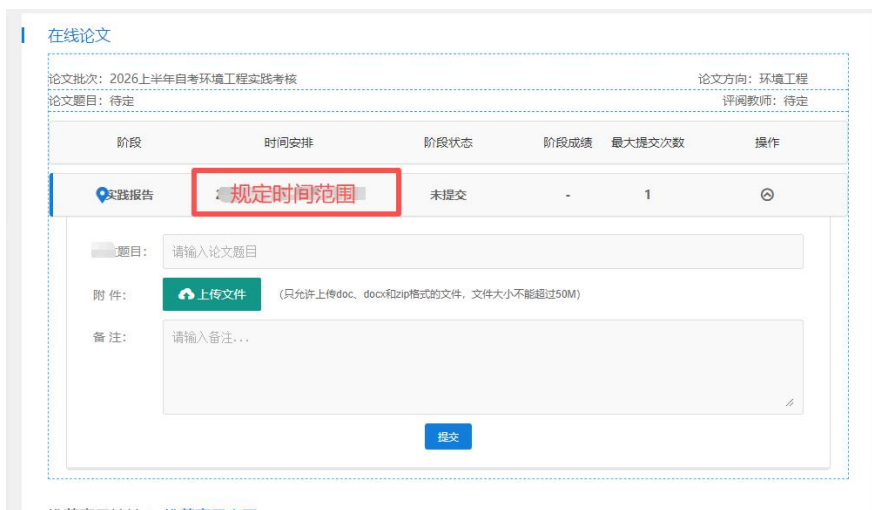 在线论文
论文批次：2026上半年自考环境工程实践考核 论文方向：环境工程
论文题目：待定 评阅教师：待定
阶段 时间安排 阶段状态 阶段成绩 最大提交次数 操作
实践报告 规定时间范围 未提交 - 1
题目： 请输入论文题目
附 件： 上传文件 （只允许上传doc、docx和zip格式的文件，文件大小不能超过50M）
备 注： 请输入备注...
提交